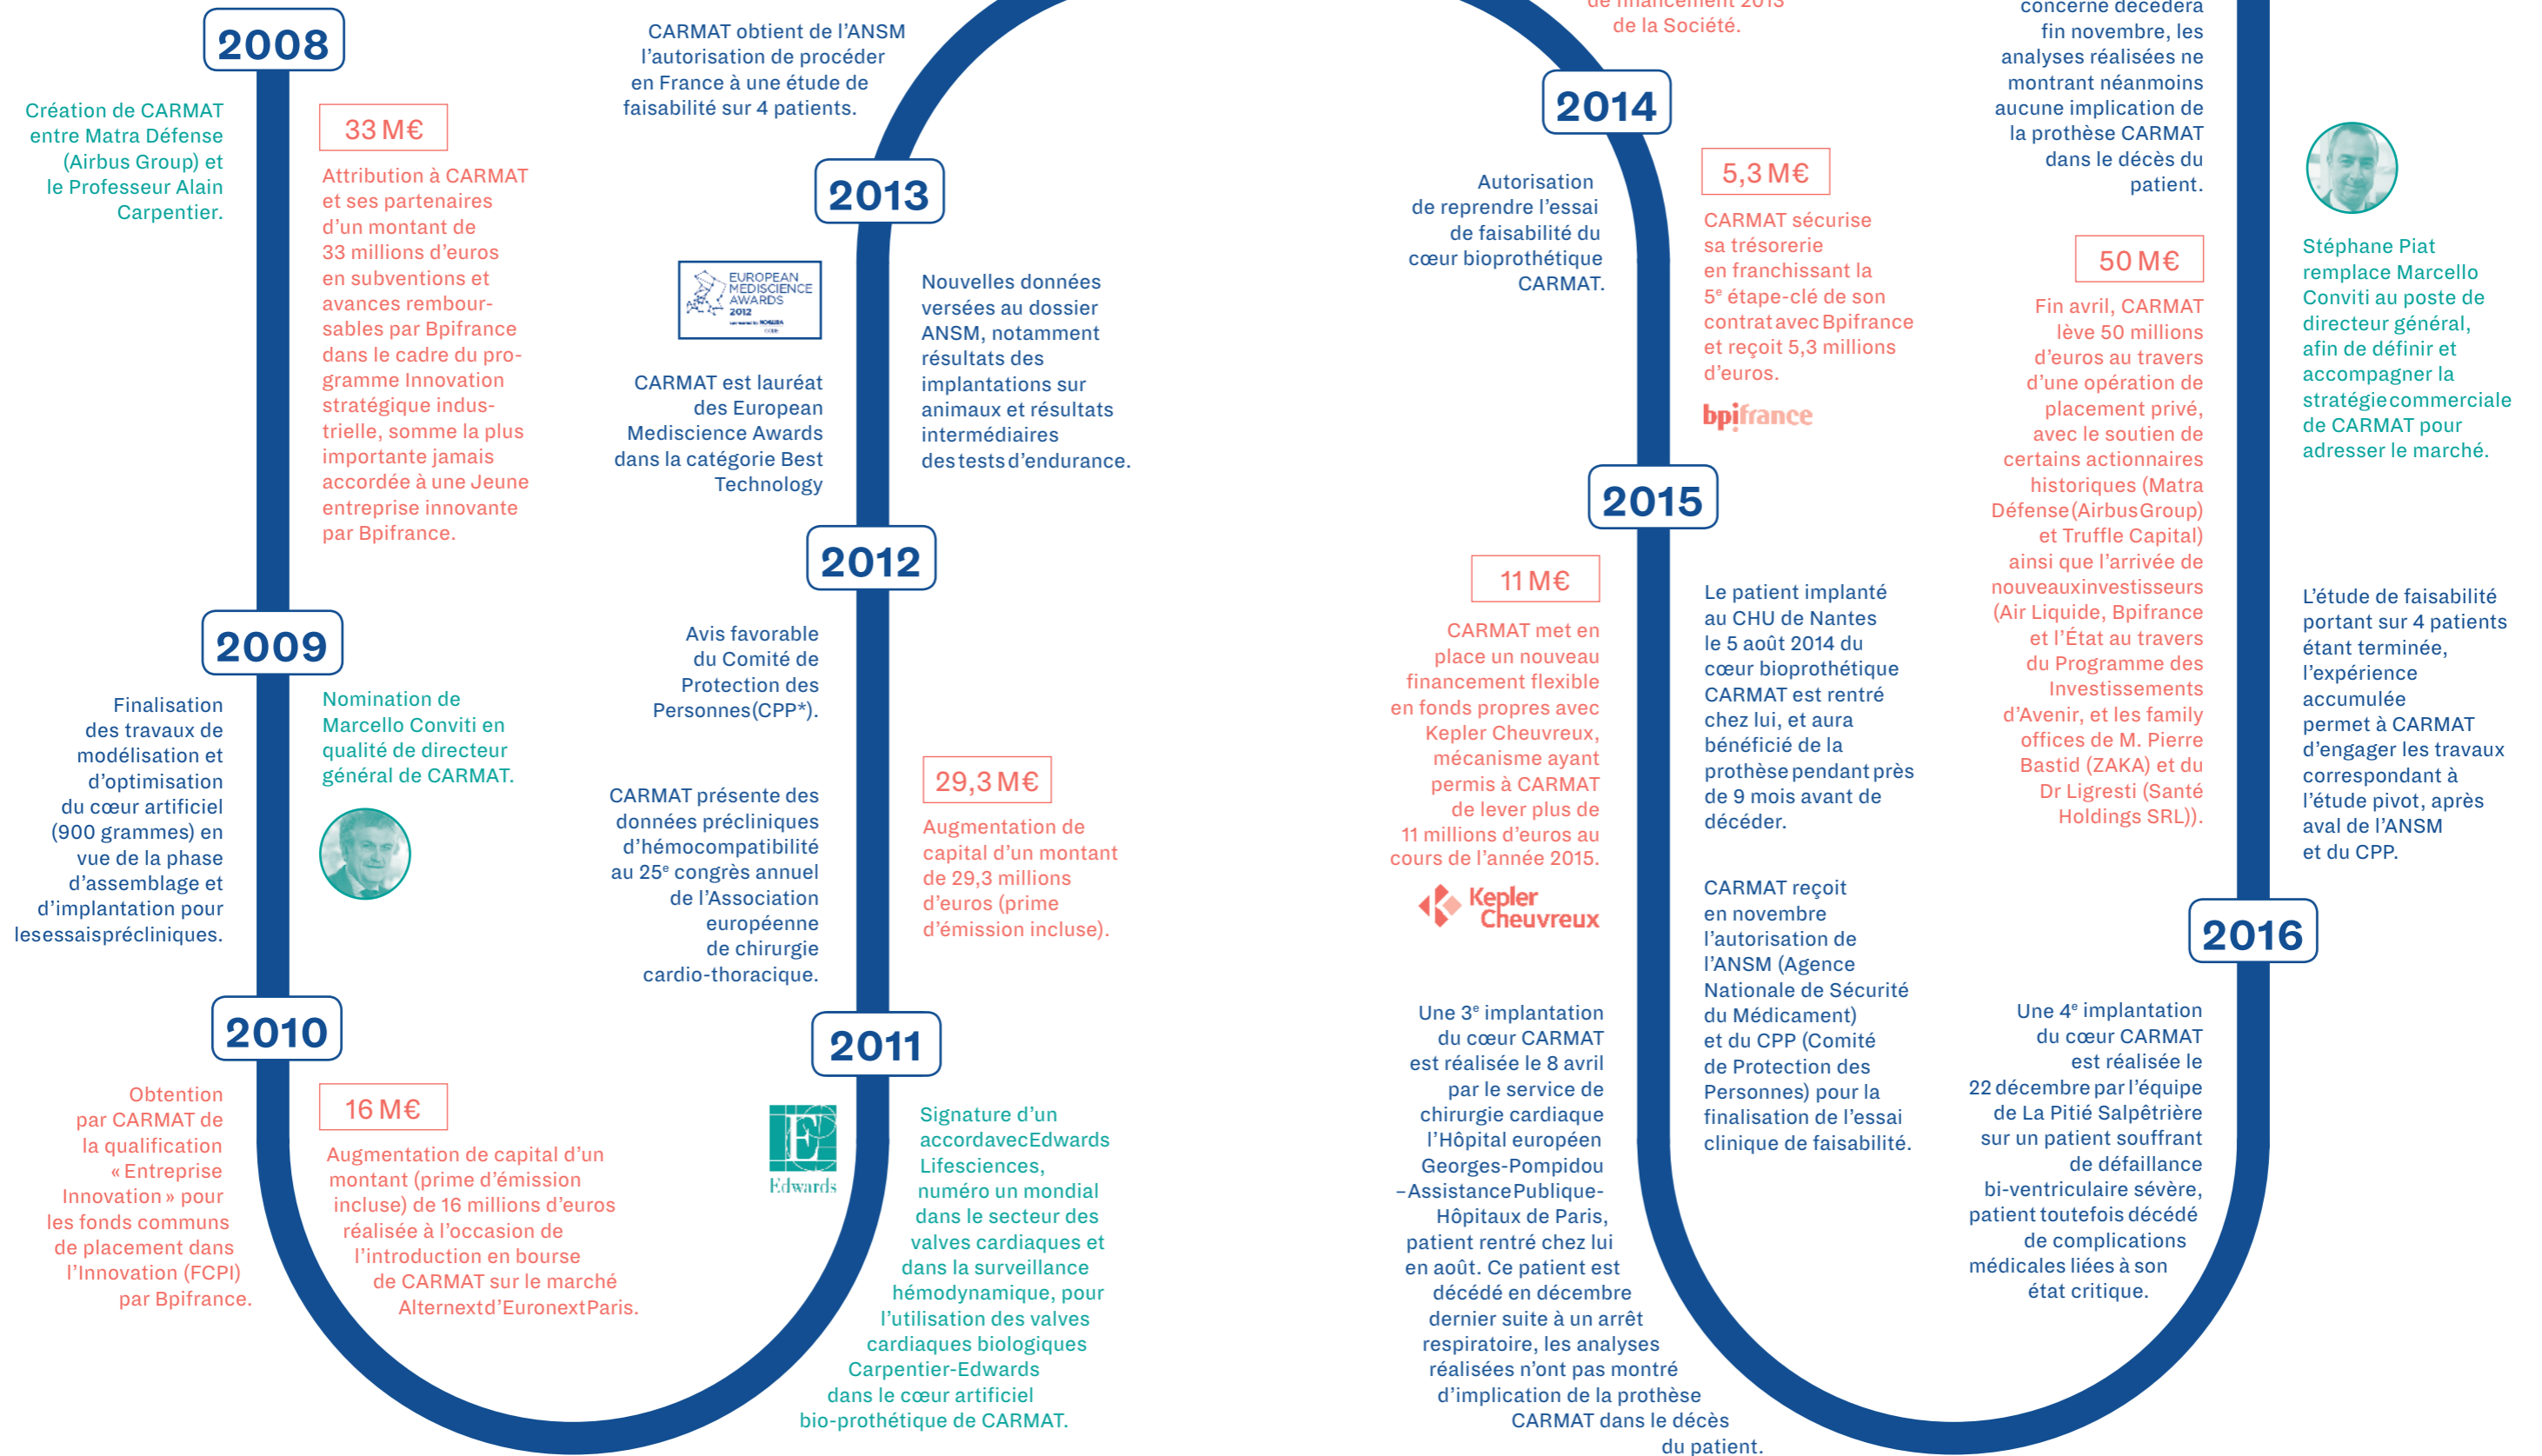 2008
Création de CARMAT
entre Matra Défense
(Airbus Group) et
le Professeur Alain
Carpentier.
33 M€
Attribution à CARMAT
et ses partenaires
d'un montant de
33 millions d'euros
en subventions et
avances rembour-
sables par Bpifrance
dans le cadre du pro-
gramme Innovation
stratégique indus-
trielle, somme la plus
importante jamais
accordée à une Jeune
entreprise innovante
par Bpifrance.
2009
Finalisation
des travaux de
modélisation et
d'optimisation
du cœur artificiel
(900 grammes) en
vue de la phase
d'assemblage et
d'implantation pour
les essais précliniques.
Nomination de
Marcello Conviti en
qualité de directeur
général de CARMAT.
2010
Obtention
par CARMAT de
la qualification
« Entreprise
Innovation » pour
les fonds communs
de placement dans
l'Innovation (FCPI)
par Bpifrance.
16 M€
Augmentation de capital d'un
montant (prime d'émission
incluse) de 16 millions d'euros
réalisée à l'occasion de
l'introduction en bourse
de CARMAT sur le marché
Alternext d'Euronext Paris.
2011
Edwards
Signature d'un
accord avec Edwards
Lifesciences,
numéro un mondial
dans le secteur des
valves cardiaques et
dans la surveillance
hémodynamique, pour
l'utilisation des valves
cardiaques biologiques
Carpentier-Edwards
dans le cœur artificiel
bio-prothétique de CARMAT.
Avis favorable
du Comité de
Protection des
Personnes (CPP*).
CARMAT présente des
données précliniques
d'hémocompatibilité
au 25e congrès annuel
de l'Association
européenne
de chirurgie
cardio-thoracique.
29,3 M€
Augmentation de
capital d'un montant
de 29,3 millions
d'euros (prime
d'émission incluse).
2012
EUROPEAN
MEDISCIENCE
AWARDS
2012
CARMAT est lauréat
des European
Mediscience Awards
dans la catégorie Best
Technology
Nouvelles données
versées au dossier
ANSM, notamment
résultats des
implantations sur
animaux et résultats
intermédiaires
des tests d'endurance.
2013
CARMAT obtient de l'ANSM
l'autorisation de procéder
en France à une étude de
faisabilité sur 4 patients.
de financement 2013
de la Société.
2014
Autorisation
de reprendre l'essai
de faisabilité du
cœur bioprothétique
CARMAT.
5,3 M€
CARMAT sécurise
sa trésorerie
en franchissant la
5e étape-clé de son
contrat avec Bpifrance
et reçoit 5,3 millions
d'euros.
bpifrance
2015
11 M€
CARMAT met en
place un nouveau
financement flexible
en fonds propres avec
Kepler Cheuvreux,
mécanisme ayant
permis à CARMAT
de lever plus de
11 millions d'euros au
cours de l'année 2015.
Kepler
Cheuvreux
Une 3e implantation
du cœur CARMAT
est réalisée le 8 avril
par le service de
chirurgie cardiaque
l'Hôpital européen
Georges-Pompidou
– Assistance Publique-
Hôpitaux de Paris,
patient rentré chez lui
en août. Ce patient est
décédé en décembre
dernier suite à un arrêt
respiratoire, les analyses
réalisées n'ont pas montré
d'implication de la prothèse
CARMAT dans le décès
du patient.
Le patient implanté
au CHU de Nantes
le 5 août 2014 du
cœur bioprothétique
CARMAT est rentré
chez lui, et aura
bénéficié de la
prothèse pendant près
de 9 mois avant de
décéder.
CARMAT reçoit
en novembre
l'autorisation de
l'ANSM (Agence
Nationale de Sécurité
du Médicament)
et du CPP (Comité
de Protection des
Personnes) pour la
finalisation de l'essai
clinique de faisabilité.
Une 4e implantation
du cœur CARMAT
est réalisée le
22 décembre par l'équipe
de La Pitié Salpêtrière
sur un patient souffrant
de défaillance
bi-ventriculaire sévère,
patient toutefois décédé
de complications
médicales liées à son
état critique.
2016
concerné décédera
fin novembre, les
analyses réalisées ne
montrant néanmoins
aucune implication de
la prothèse CARMAT
dans le décès du
patient.
50 M€
Fin avril, CARMAT
lève 50 millions
d'euros au travers
d'une opération de
placement privé,
avec le soutien de
certains actionnaires
historiques (Matra
Défense (Airbus Group)
et Truffle Capital)
ainsi que l'arrivée de
nouveaux investisseurs
(Air Liquide, Bpifrance
et l'État au travers
du Programme des
Investissements
d'Avenir, et les family
offices de M. Pierre
Bastid (ZAKA) et du
Dr Ligresti (Santé
Holdings SRL)).
Stéphane Piat
remplace Marcello
Conviti au poste de
directeur général,
afin de définir et
accompagner la
stratégie commerciale
de CARMAT pour
adresser le marché.
L'étude de faisabilité
portant sur 4 patients
étant terminée,
l'expérience
accumulée
permet à CARMAT
d'engager les travaux
correspondant à
l'étude pivot, après
aval de l'ANSM
et du CPP.